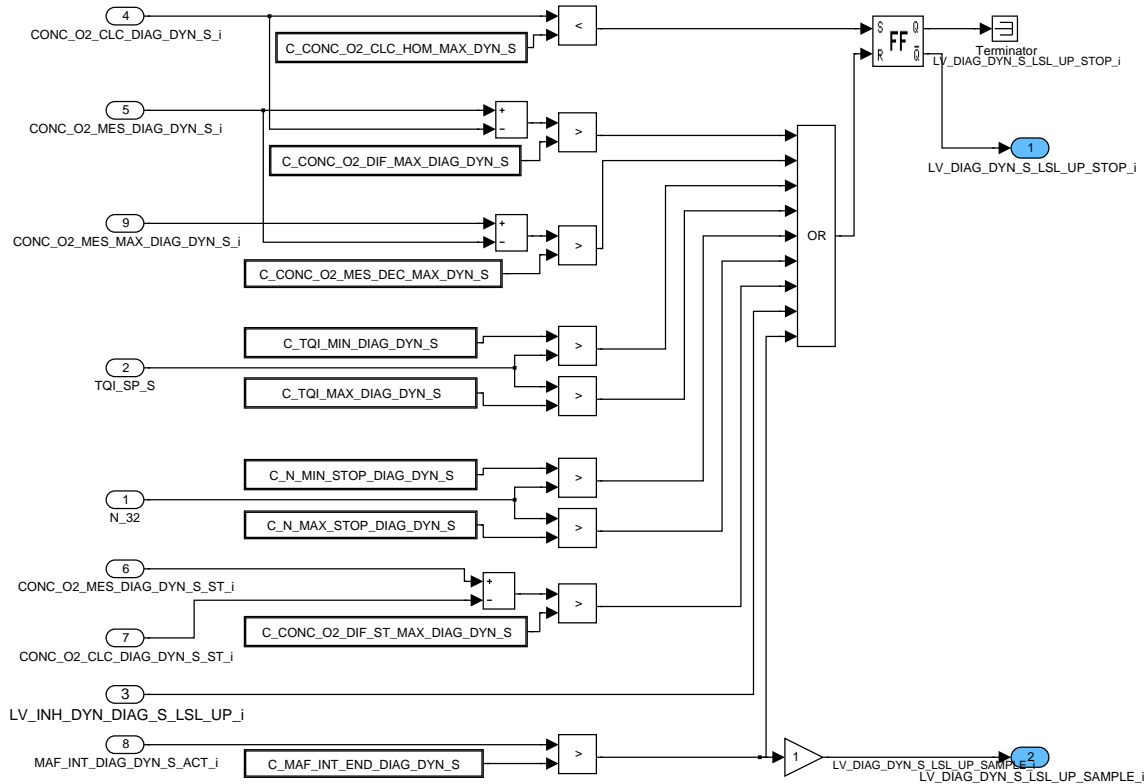 4
CONC_O2_CLC_DIAG_DYN_S_i
C_CONC_O2_CLC_HOM_MAX_DYN_S
<
S Q
R Q
FF
Terminator
LV_DIAG_DYN_S_LSL_UP_STOP_i
5
CONC_O2_MES_DIAG_DYN_S_i
+
−
>
C_CONC_O2_DIF_MAX_DIAG_DYN_S
1
LV_DIAG_DYN_S_LSL_UP_STOP_i
9
CONC_O2_MES_MAX_DIAG_DYN_S_i
+
−
>
C_CONC_O2_MES_DEC_MAX_DYN_S
OR
C_TQI_MIN_DIAG_DYN_S
>
2
TQI_SP_S
C_TQI_MAX_DIAG_DYN_S
>
C_N_MIN_STOP_DIAG_DYN_S
>
1
N_32
C_N_MAX_STOP_DIAG_DYN_S
>
6
CONC_O2_MES_DIAG_DYN_S_ST_i
+
−
>
C_CONC_O2_DIF_ST_MAX_DIAG_DYN_S
7
CONC_O2_CLC_DIAG_DYN_S_ST_i
3
LV_INH_DYN_DIAG_S_LSL_UP_i
8
MAF_INT_DIAG_DYN_S_ACT_i
C_MAF_INT_END_DIAG_DYN_S
>
1
LV_DIAG_DYN_S_LSL_UP_SAMPLE_i
2
LV_DIAG_DYN_S_LSL_UP_SAMPLE_i